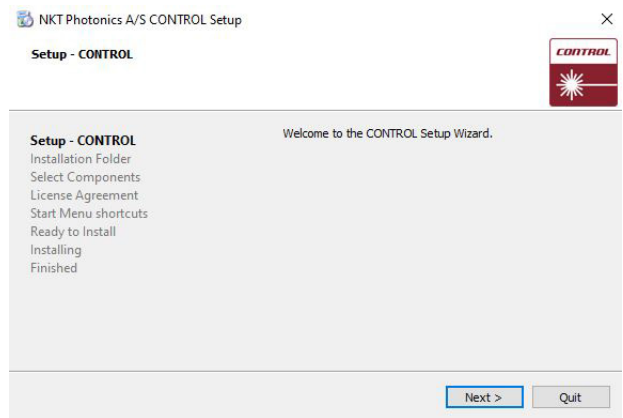 NKT Photonics A/S CONTROL Setup
Setup - CONTROL
CONTROL
Setup - CONTROL
Installation Folder
Select Components
License Agreement
Start Menu shortcuts
Ready to Install
Installing
Finished
Welcome to the CONTROL Setup Wizard.
Next >
Quit